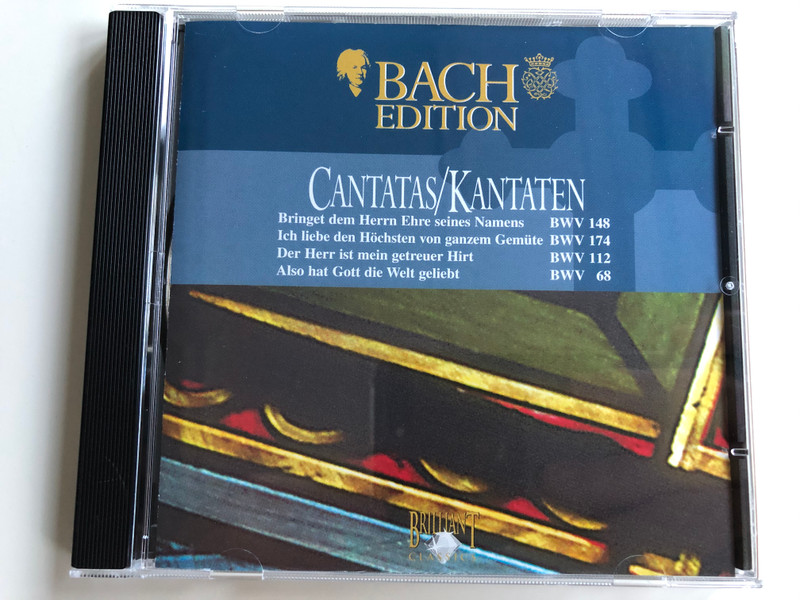 BACH
EDITION
CANTATAS/KANTATEN
Bringet dem Herrn Ehre seines Namens BWV 148
Ich liebe den Höchsten von ganzem Gemüte BWV 174
Der Herr ist mein getreuer Hirt BWV 112
Also hat Gott die Welt geliebt BWV 68
BRILLIANT
CLASSICS